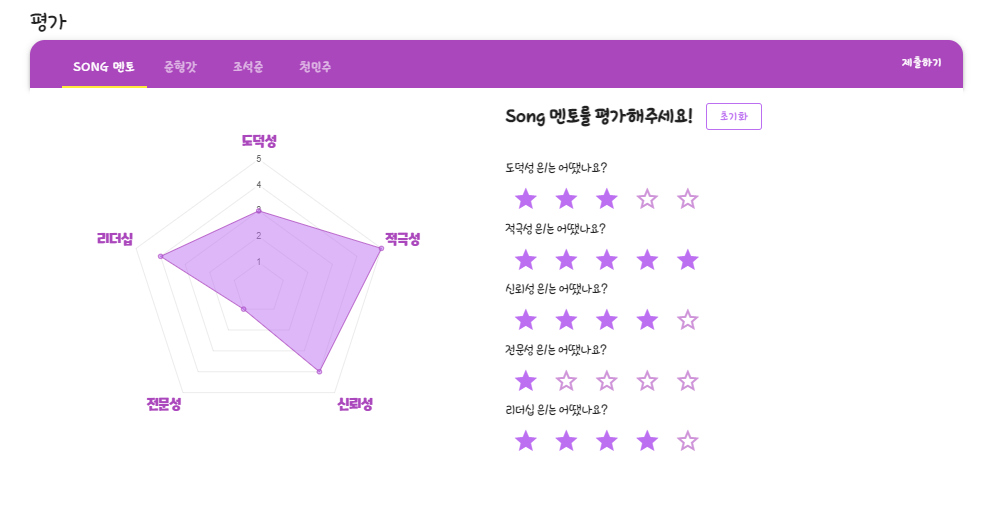 평가
SONG 멘토 준형갓 조석준 천민주 제출하기
Song 멘토를 평가해주세요! 초기화
도덕성
5
4
3
2
1
리더십
적극성
전문성
신뢰성
도덕성 은/는 어땠나요?
적극성 은/는 어땠나요?
신뢰성 은/는 어땠나요?
전문성 은/는 어땠나요?
리더십 은/는 어땠나요?